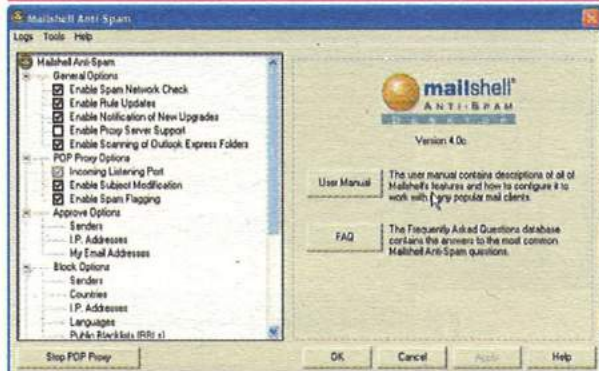 Mailshell Anti-Spam
Logs Tools Help
Mailshell Anti-Spam
General Options
Enable Spam Network Check
Enable Rule Updates
Enable Notification of New Upgrades
Enable Proxy Server Support
Enable Scanning of Outlook Express Folders
POP Proxy Options
Incoming Listening Port
Enable Subject Modification
Enable Spam Flagging
Approve Options
Senders
I.P. Addresses
My Email Addresses
Block Options
Senders
Countries
I.P. Addresses
Languages
Public Blacklists (RBLs)
Stop POP Proxy
mailshell®
ANTI-SPAM
DESKTOP
Version 4.0c
User Manual
The user manual contains descriptions of all of
Mailshell's features and how to configure it to
work with any popular mail clients.
FAQ
The Frequently Asked Questions database
contains the answers to the most common
Mailshell Anti-Spam questions.
OK Cancel Apply Help